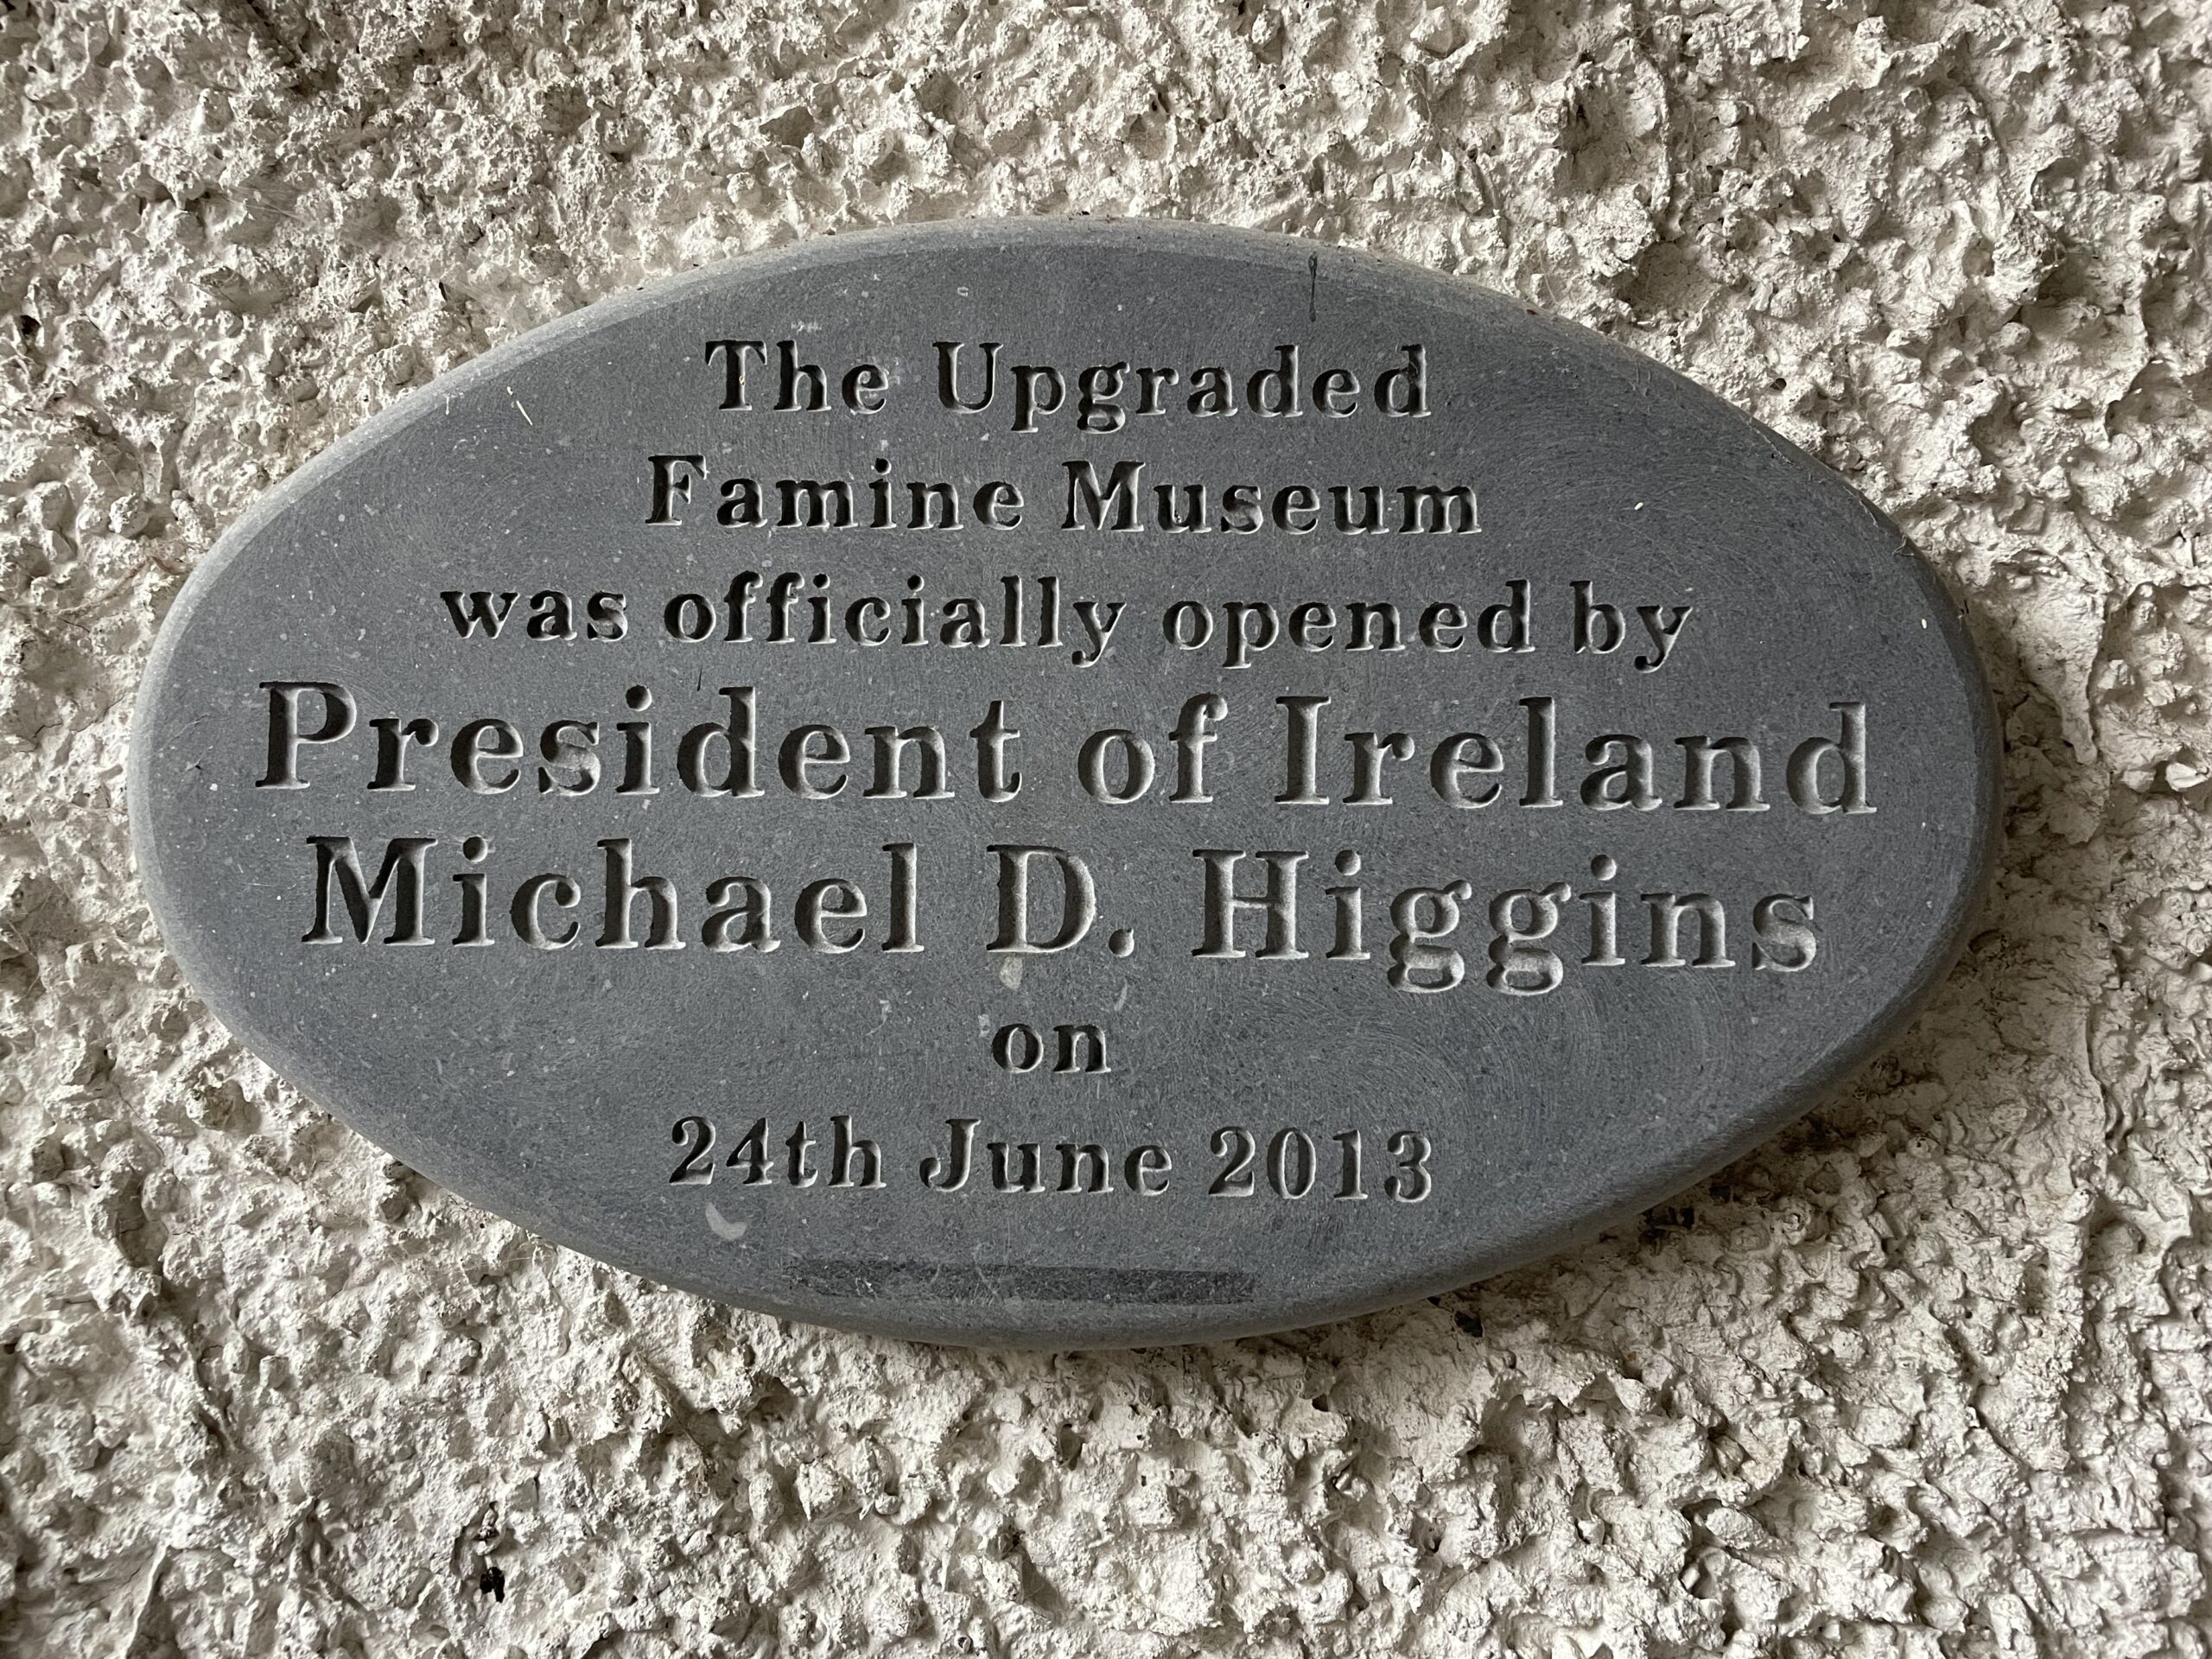 The Upgraded
Famine Museum
was officially opened by
President of Ireland
Michael D. Higgins
on
24th June 2013